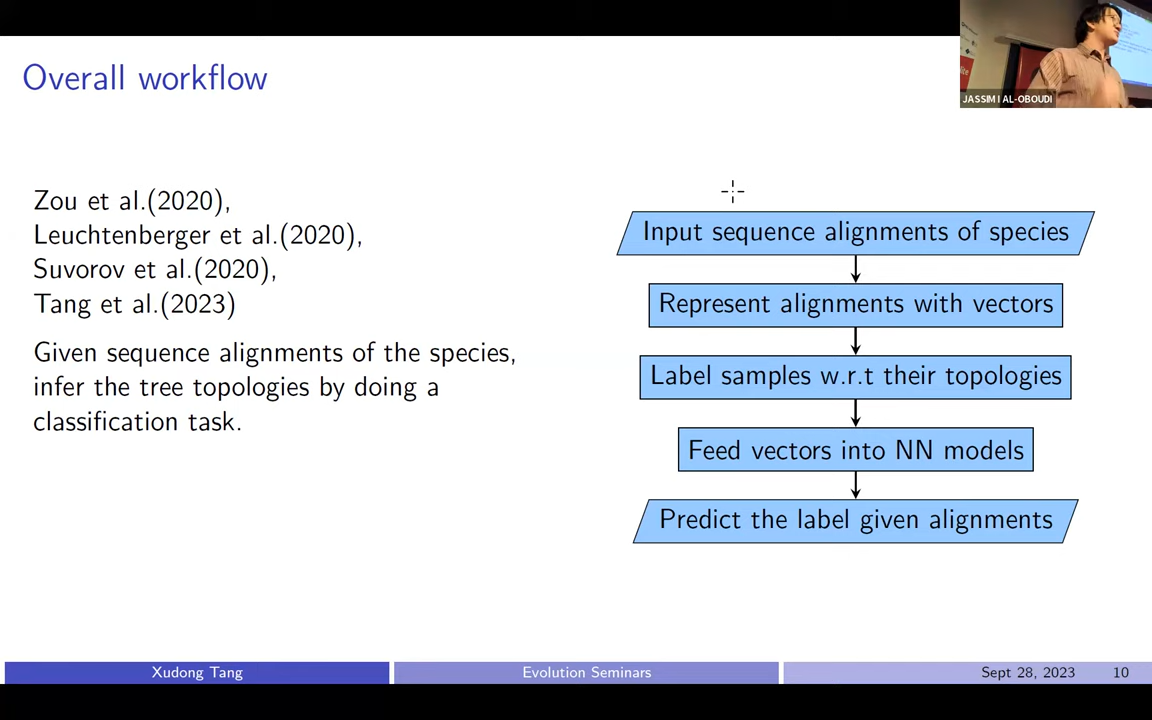 Overall workflow
JASSIM I AL-OBOUDI
Zou et al.(2020),
Leuchtenberger et al.(2020),
Suvorov et al.(2020),
Tang et al.(2023)
Given sequence alignments of the species,
infer the tree topologies by doing a
classification task.
Input sequence alignments of species
Represent alignments with vectors
Label samples w.r.t their topologies
Feed vectors into NN models
Predict the label given alignments
Xudong Tang
Evolution Seminars
Sept 28, 2023
10